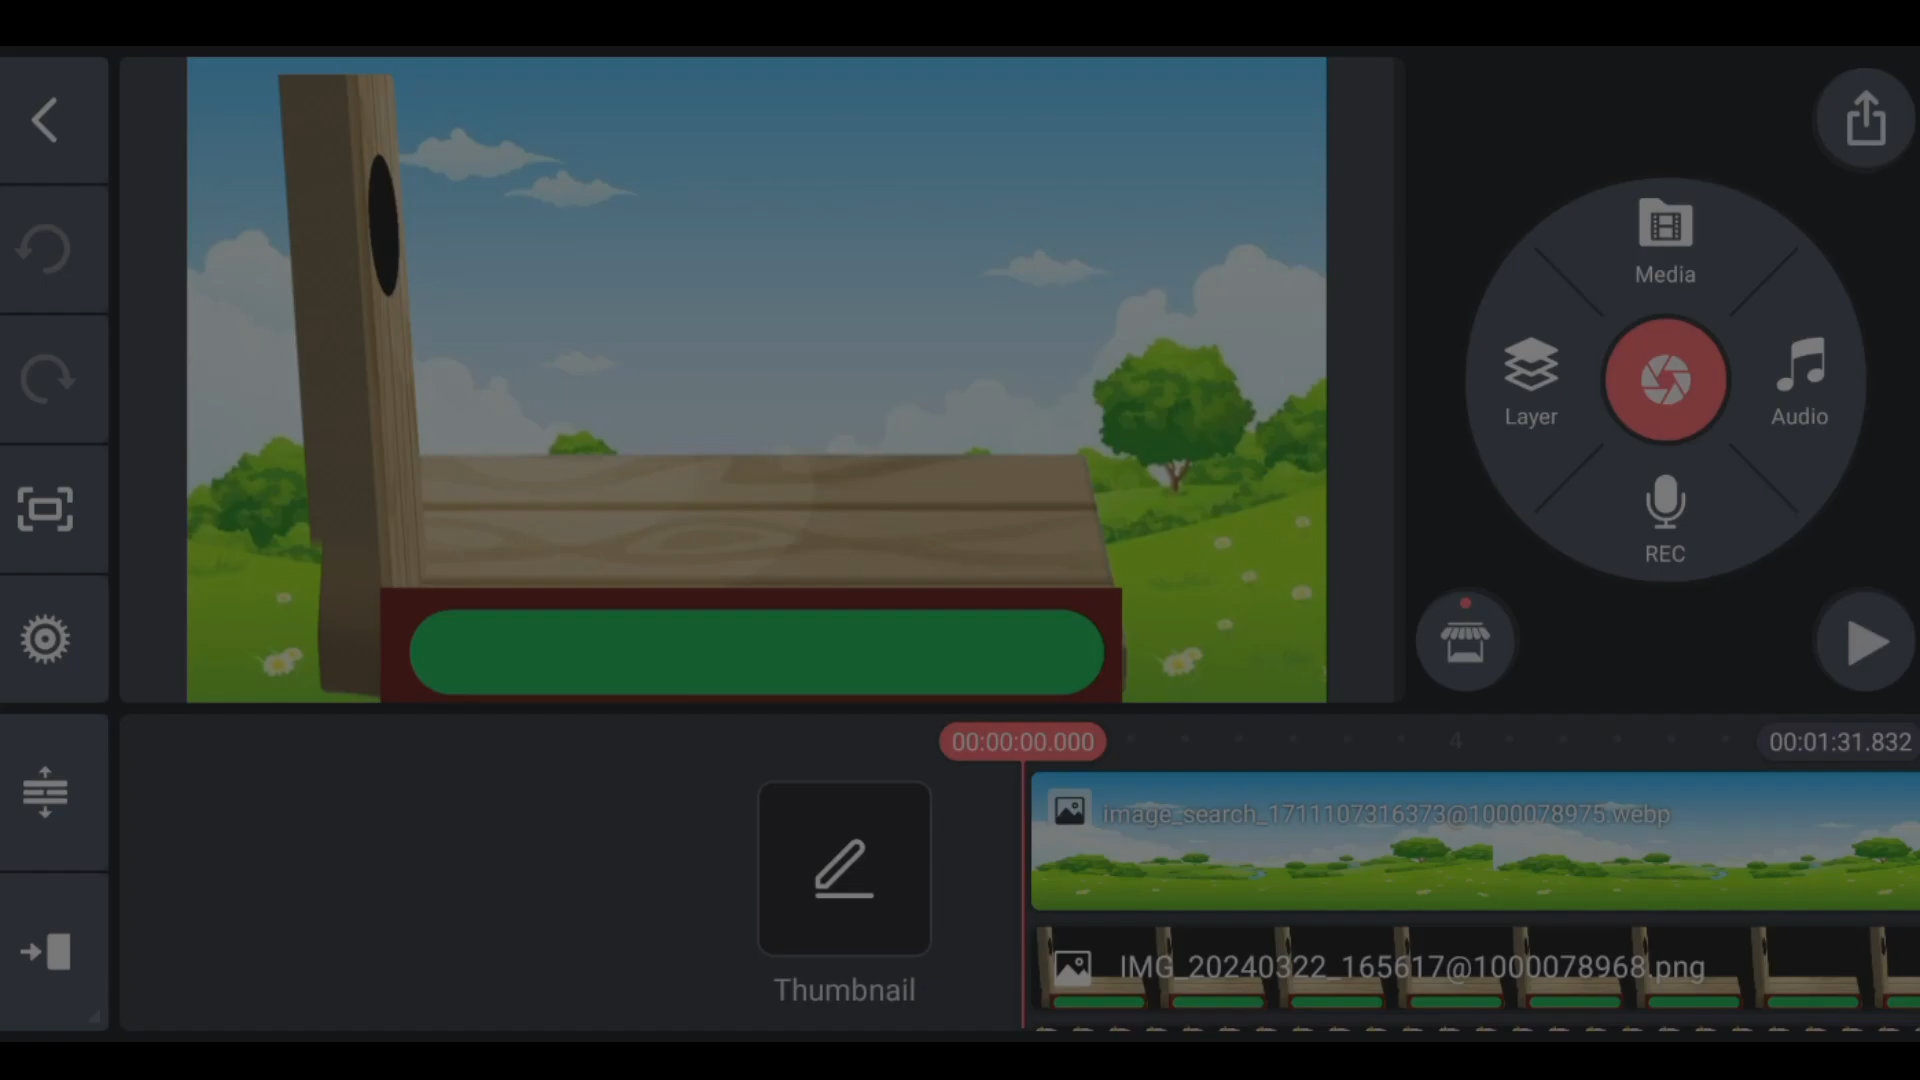 Media
Layer
Audio
REC
00:00:00.000
4
00:01:31.832
image_search_1711107316373@1000078975.webp
IMG_20240322_165617@1000078968.png
Thumbnail